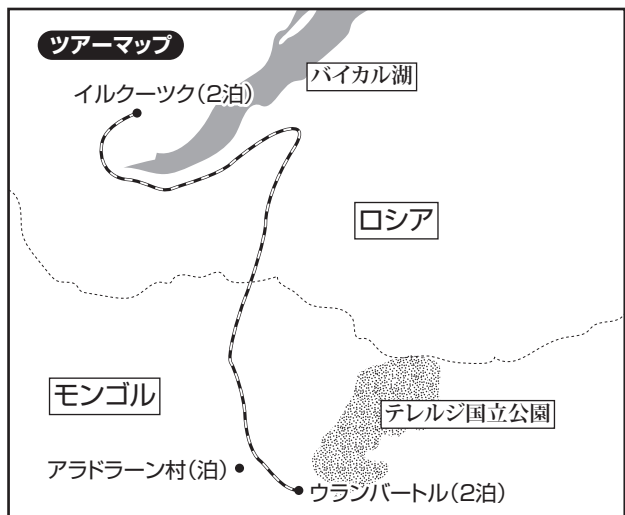 ツアーマップ
バイカル湖
イルクーツク(2泊)
ロシア
モンゴル
テレルジ国立公園
アラドラーン村(泊)
ウランバートル(2泊)